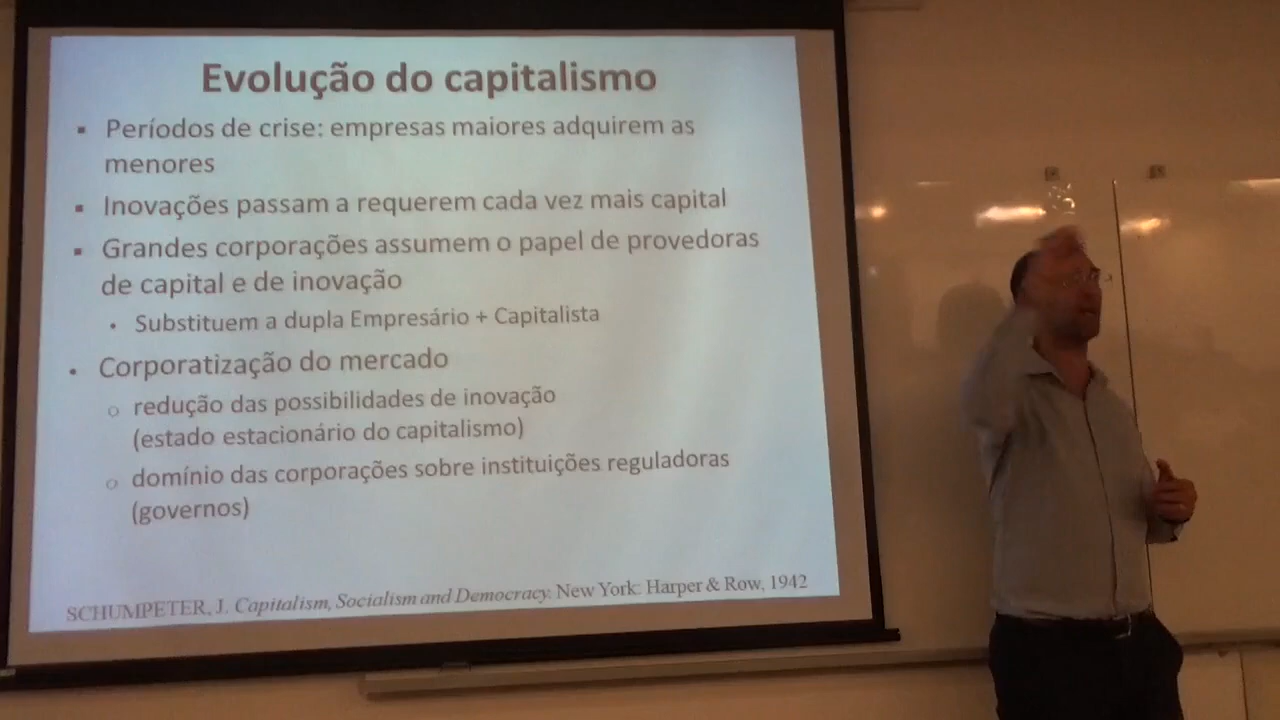 Evolução do capitalismo
▪ Períodos de crise: empresas maiores adquirem as
menores
▪ Inovações passam a requerem cada vez mais capital
▪ Grandes corporações assumem o papel de provedoras
de capital e de inovação
• Substituem a dupla Empresário + Capitalista
• Corporatização do mercado
○ redução das possibilidades de inovação
(estado estacionário do capitalismo)
○ domínio das corporações sobre instituições reguladoras
(governos)
SCHUMPETER, J. Capitalism, Socialism and Democracy. New York: Harper & Row, 1942